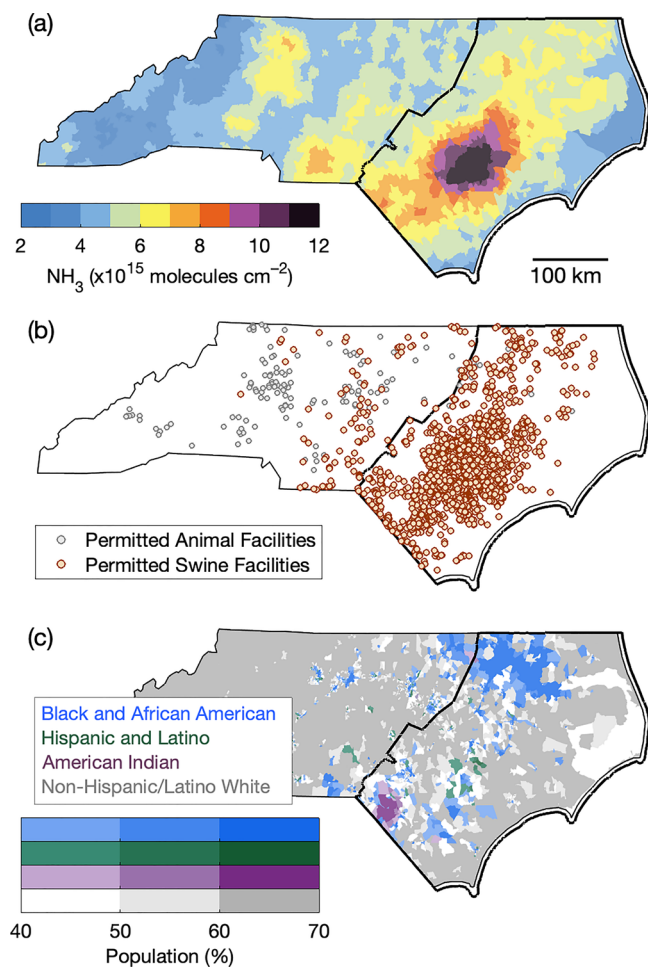 (a)
2 4 6 8 10 12
NH3 (x10^15 molecules cm^−2)
100 km
(b)
Permitted Animal Facilities
Permitted Swine Facilities
(c)
Black and African American
Hispanic and Latino
American Indian
Non-Hispanic/Latino White
40 50 60 70
Population (%)